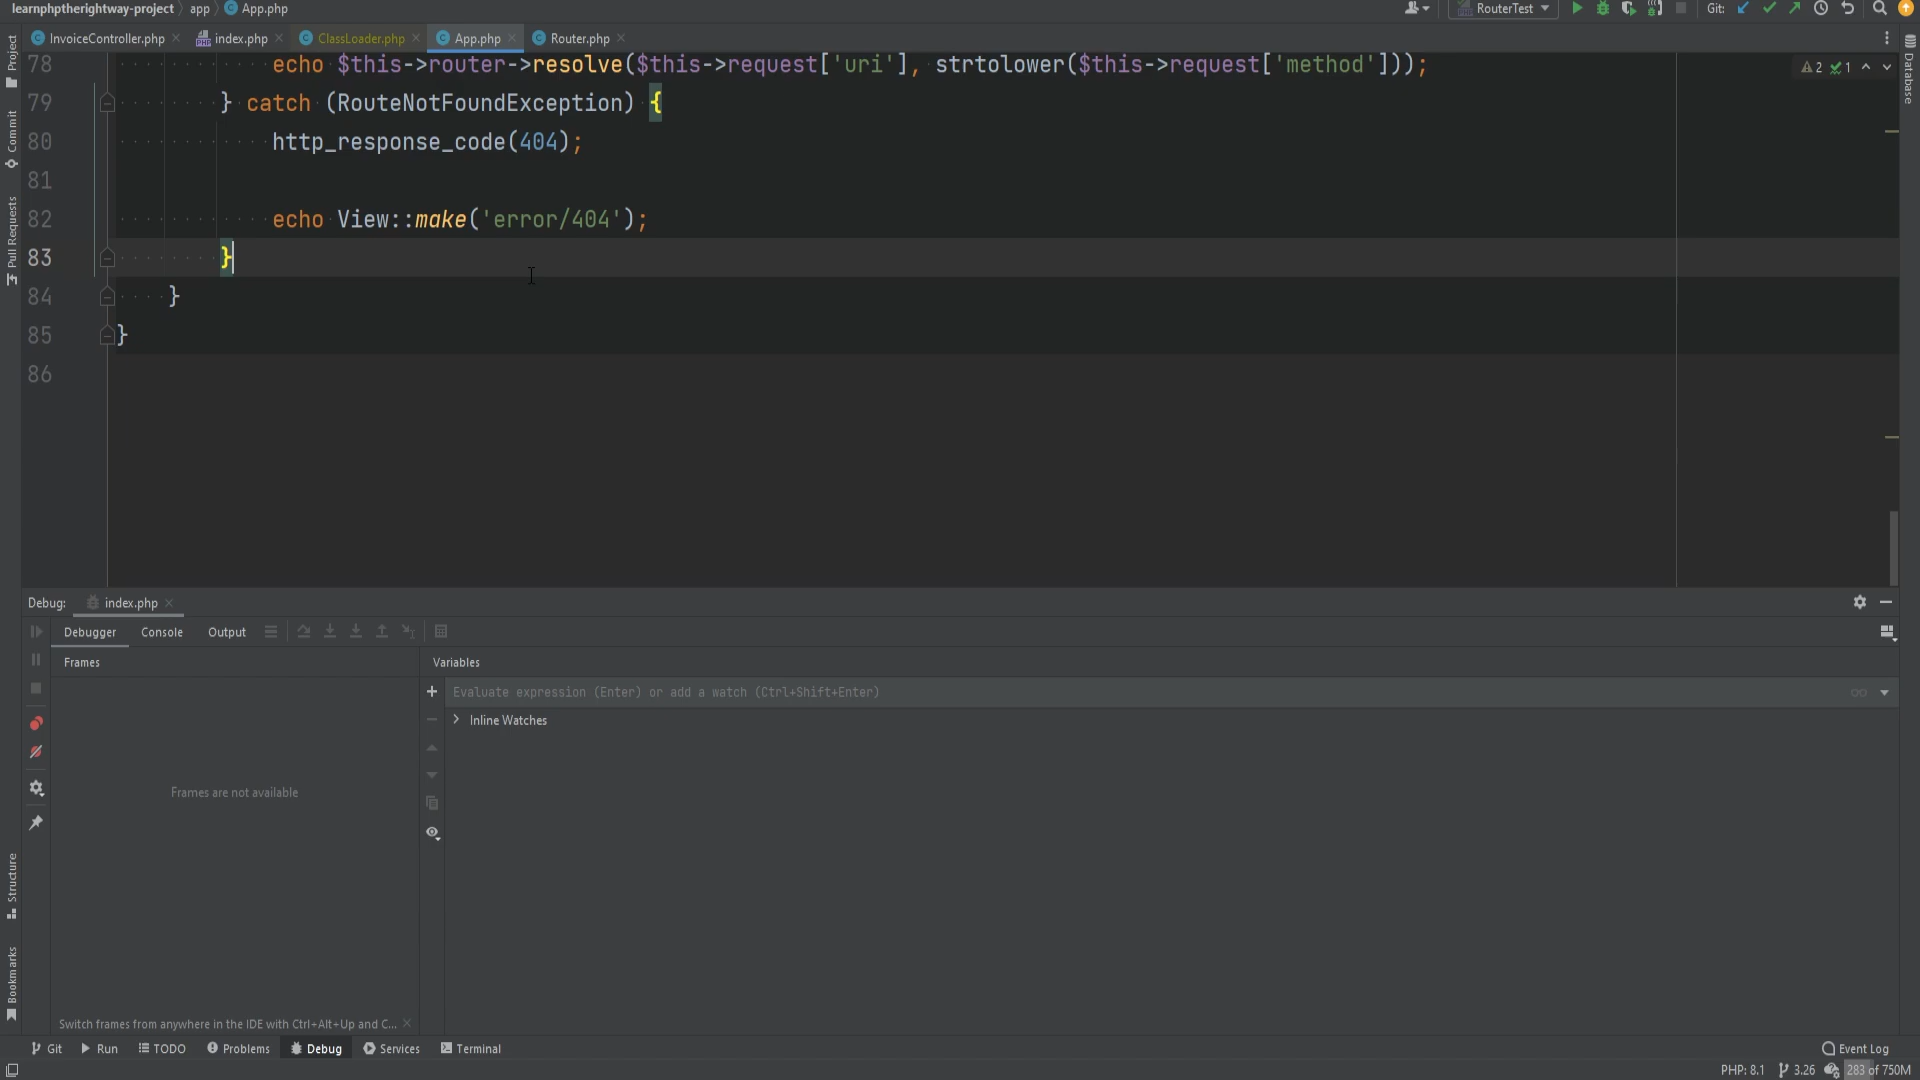 learnphptherightway-project app App.php RouterTest Git:
InvoiceController.php index.php ClassLoader.php App.php Router.php
Project
Commit
Pull Requests
Structure
Bookmarks
Database
2 1
78 echo $this->router->resolve($this->request['uri'], strtolower($this->request['method']));
79 } catch (RouteNotFoundException) {
80 http_response_code(404);
81
82 echo View::make('error/404');
83 }
84 }
85 }
86
Debug: index.php
Debugger Console Output
Frames Variables
Evaluate expression (Enter) or add a watch (Ctrl+Shift+Enter)
Inline Watches
Frames are not available
Switch frames from anywhere in the IDE with Ctrl+Alt+Up and C...
Git Run TODO Problems Debug Services Terminal Event Log
PHP: 8.1 3.26 283 of 750M